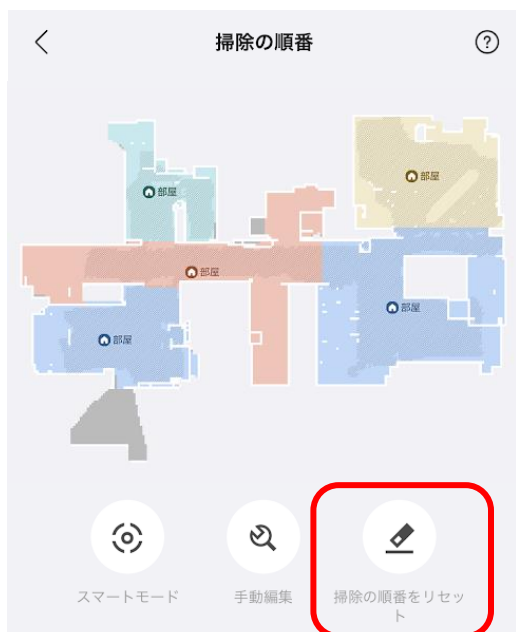 掃除の順番
?
部屋
部屋
部屋
部屋
部屋
スマートモード
手動編集
掃除の順番をリセッ
ト